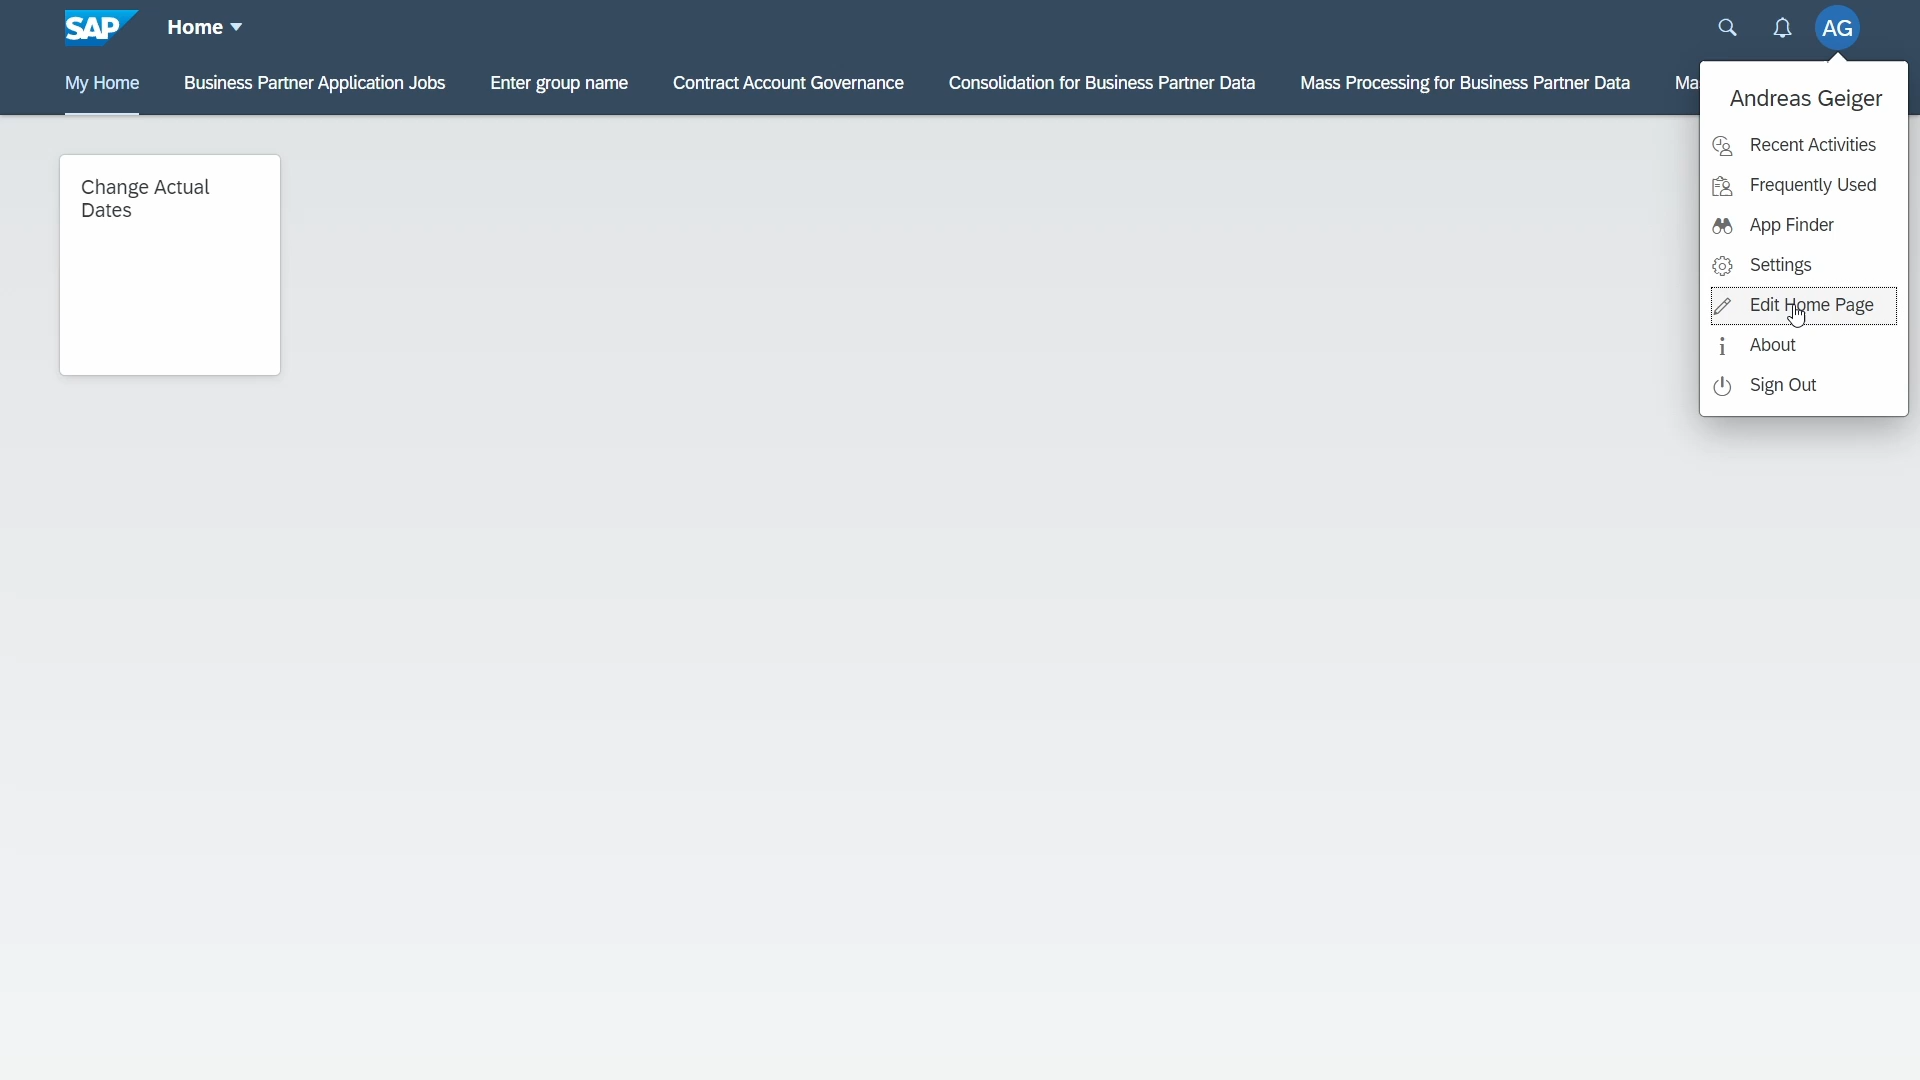 SAP Home
My Home Business Partner Application Jobs Enter group name Contract Account Governance Consolidation for Business Partner Data Mass Processing for Business Partner Data Ma
AG
Andreas Geiger
Recent Activities
Frequently Used
App Finder
Settings
Edit Home Page
About
Sign Out
Change Actual
Dates